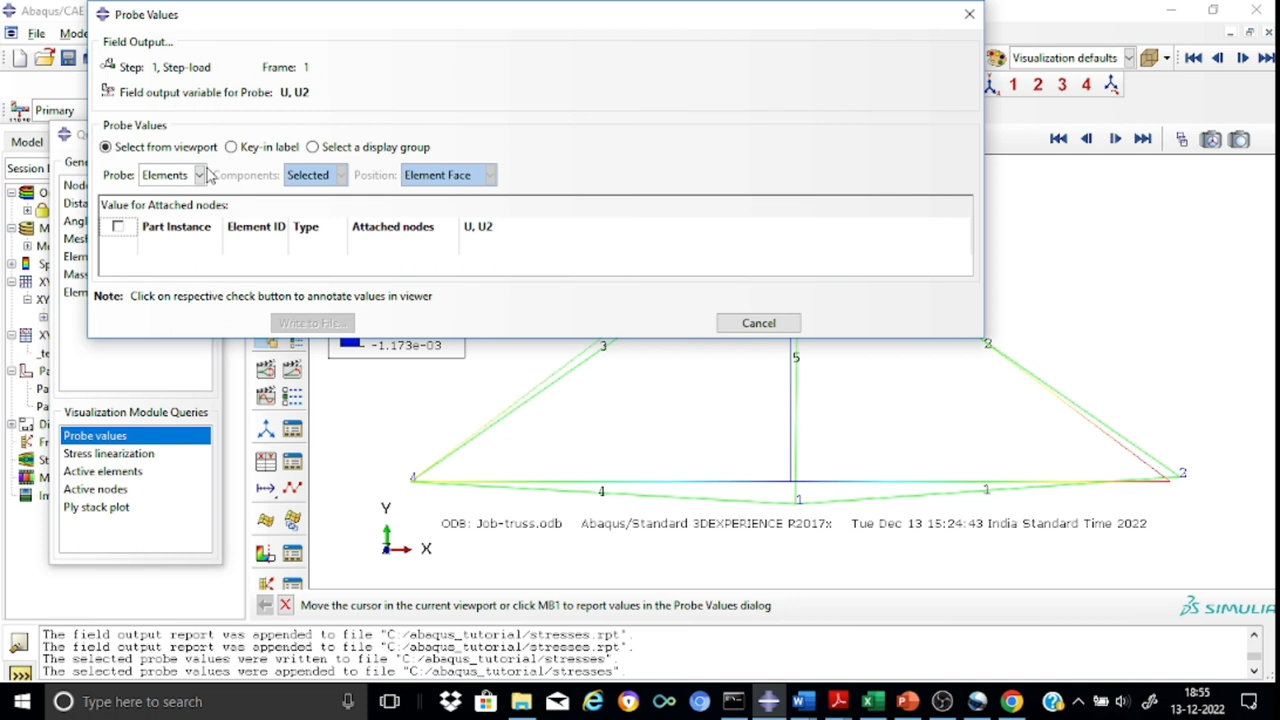 Abaqus/CAE
Probe Values
File
Mode
Field Output...
Step: 1, Step-load Frame: 1
Field output variable for Probe: U, U2
Visualization defaults
1 2 3 4
Primary
Probe Values
Model
Select from viewport Key-in label Select a display group
Session
Probe: Elements Components: Selected Position: Element Face
Value for Attached nodes:
Part Instance Element ID Type Attached nodes U, U2
Note: Click on respective check button to annotate values in viewer
Write to File...
Cancel
-1.173e-03
3
5
2
Visualization Module Queries
Probe values
Stress linearization
Active elements
Active nodes
Ply stack plot
4
2
4
1
1
Y
X
ODB: Job-truss.odb Abaqus/Standard 3DEXPERIENCE R2017x Tue Dec 13 15:24:43 India Standard Time 2022
Move the cursor in the current viewport or click MB1 to report values in the Probe Values dialog
SIMULIA
The field output report was appended to file "C:/abaqus_tutorial/stresses.rpt".
The field output report was appended to file "C:/abaqus_tutorial/stresses.rpt".
The selected probe values were written to file "C:/abaqus_tutorial/stresses".
The selected probe values were appended to file "C:/abaqus_tutorial/stresses".
Type here to search
18:55
13-12-2022